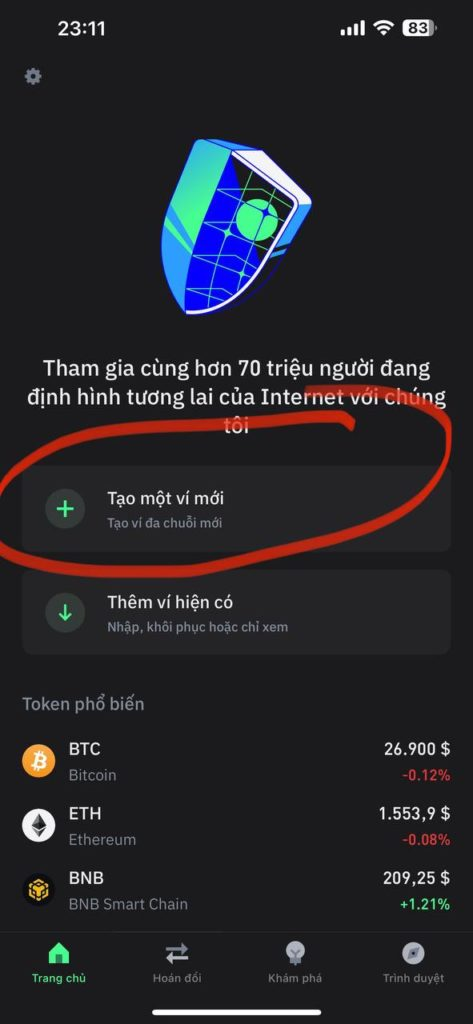 23:11
83
Tham gia cùng hơn 70 triệu người đang
định hình tương lai của Internet với chúng
tôi
Tạo một ví mới
Tạo ví đa chuỗi mới
Thêm ví hiện có
Nhập, khôi phục hoặc chỉ xem
Token phổ biến
BTC
26.900 $
Bitcoin
-0.12%
ETH
1.553,9 $
Ethereum
-0.08%
BNB
209,25 $
BNB Smart Chain
+1.21%
Trang chủ
Hoán đổi
Khám phá
Trình duyệt